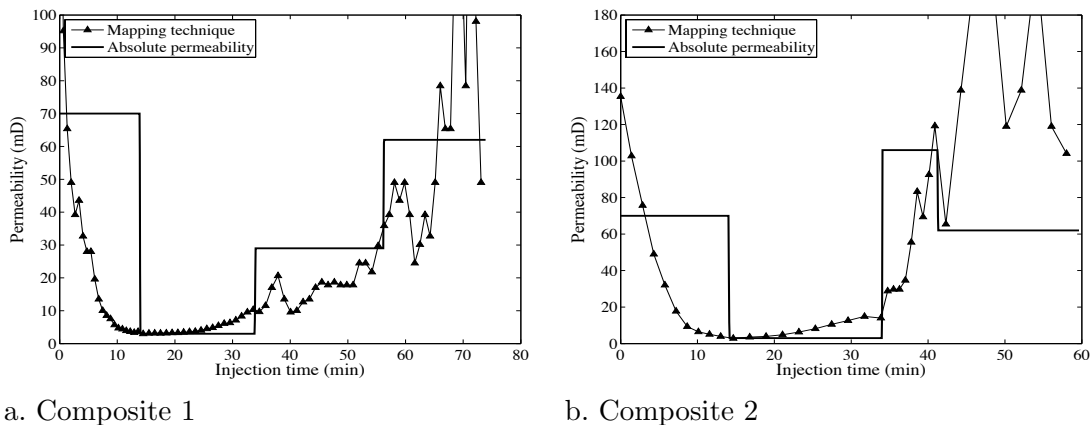 100
90
80
70
60
50
40
30
20
10
0
Permeability (mD)
Mapping technique
Absolute permeability
0 10 20 30 40 50 60 70 80
Injection time (min)
a. Composite 1
180
160
140
120
100
80
60
40
20
0
Permeability (mD)
Mapping technique
Absolute permeability
0 10 20 30 40 50 60
Injection time (min)
b. Composite 2